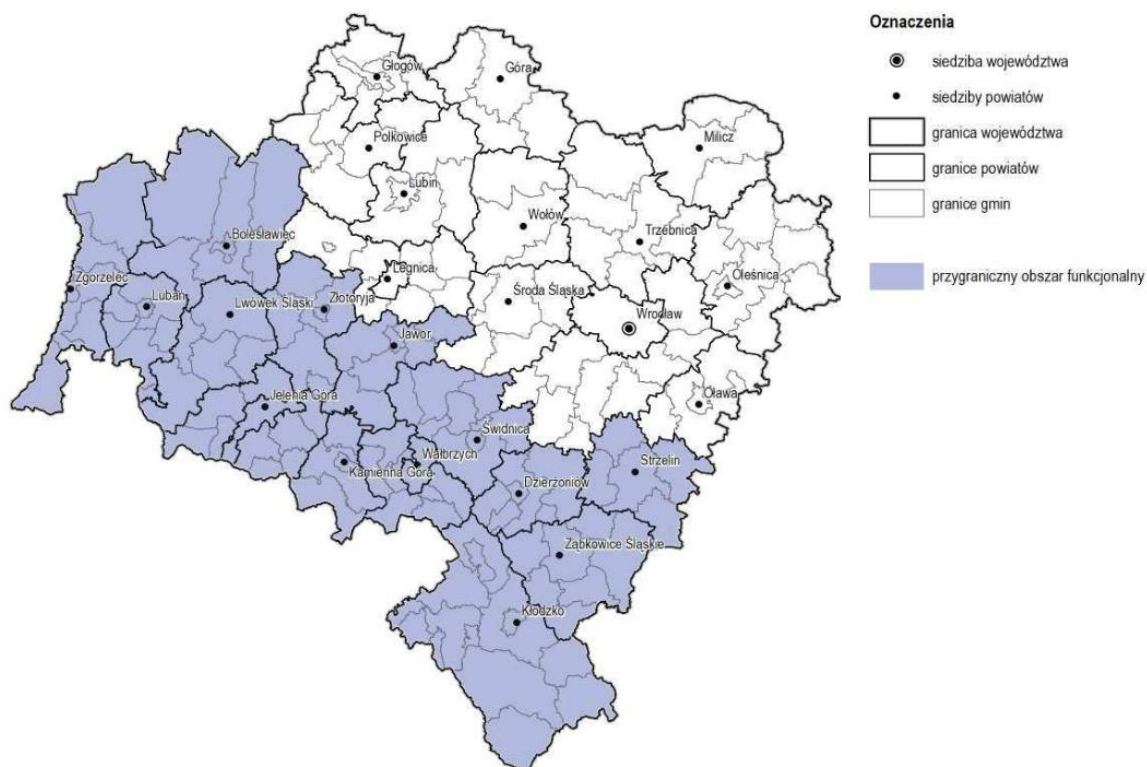 Oznaczenia
siedziba województwa
siedziby powiatów
granica województwa
granice powiatów
granice gmin
przygraniczny obszar funkcjonalny
Głogów
Góra
Polkowice
Milicz
Lubin
Wołów
Trzebnica
Bolesławiec
Legnica
Oleśnica
Zgorzelec
Lubań
Lwówek Śląski
Złotoryja
Środa Śląska
Wrocław
Jawor
Jelenia Góra
Oława
Świdnica
Wałbrzych
Kamienna Góra
Strzelin
Dzierżoniów
Ząbkowice Śląskie
Kłodzko